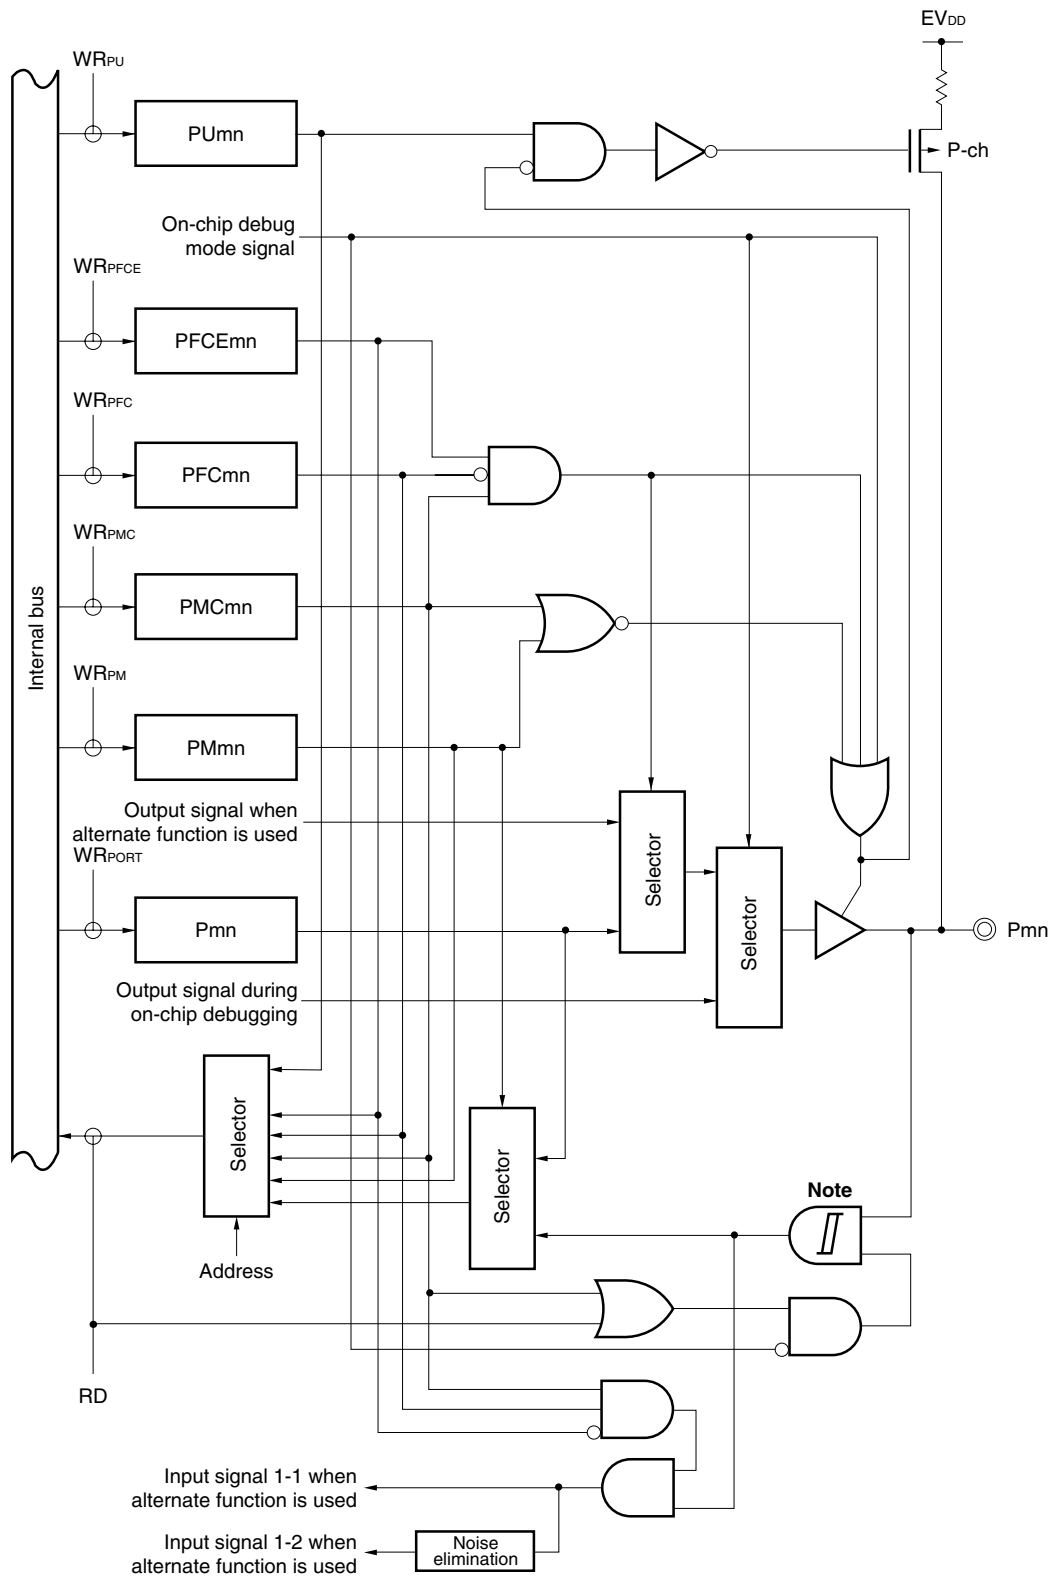 EVDD
WRPU
PUmn
P-ch
On-chip debug
mode signal
WRPFCE
PFCEmn
WRPFC
PFCmn
WRPMC
PMCmn
Internal bus
WRPM
PMmn
Output signal when
alternate function is used
WRPORT
Selector
Selector
Pmn
Pmn
Output signal during
on-chip debugging
Selector
Selector
Note
Address
RD
Input signal 1-1 when
alternate function is used
Input signal 1-2 when
alternate function is used
Noise
elimination